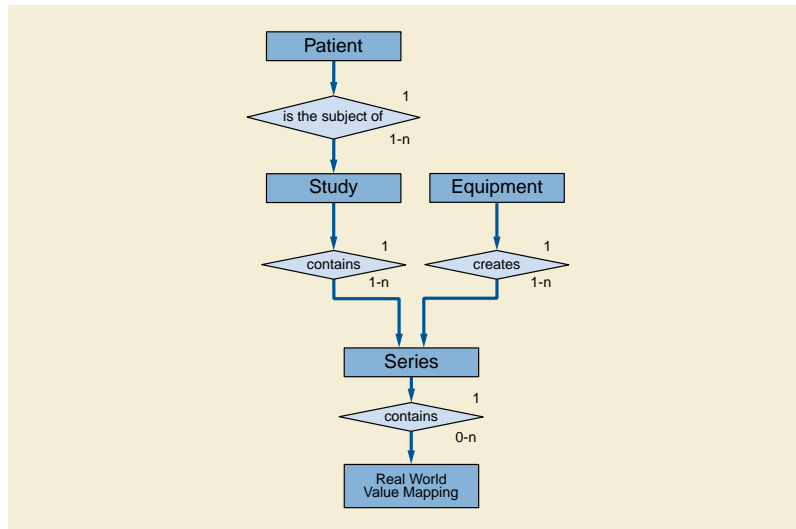 Patient
1
is the subject of
1-n
Study
Equipment
1
contains
1-n
1
creates
1-n
Series
1
contains
0-n
Real World
Value Mapping